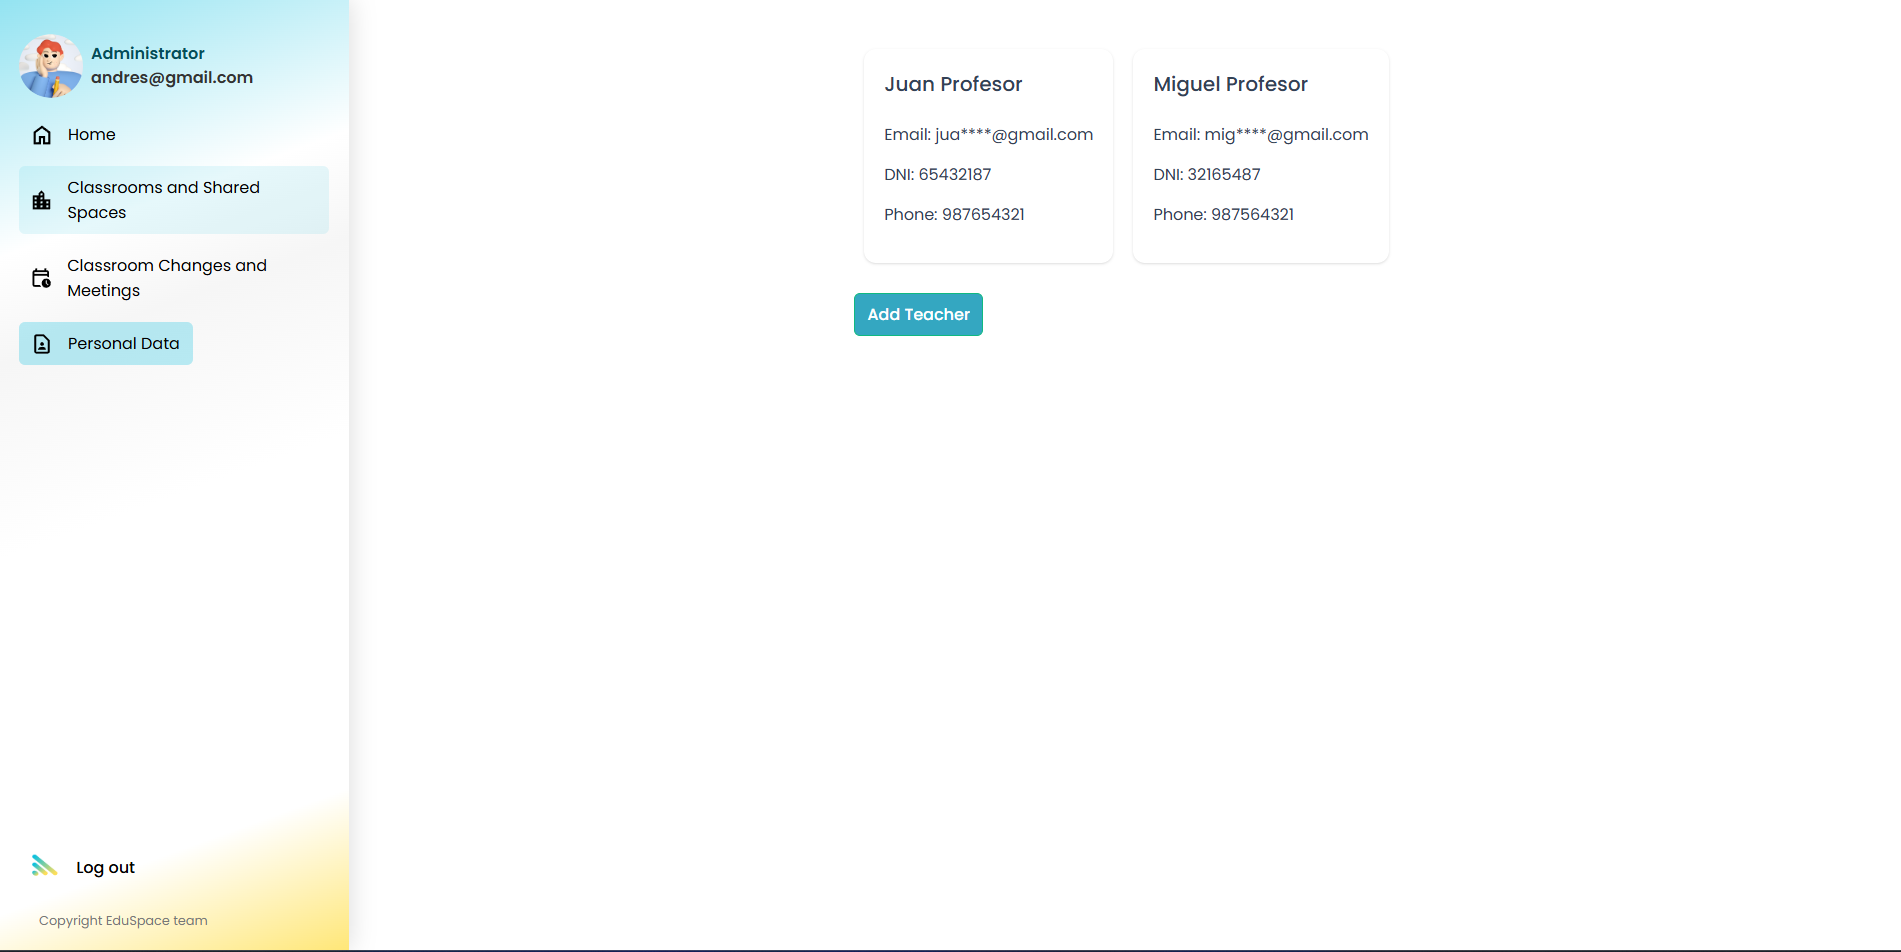 Administrator
andres@gmail.com
Home
Classrooms and Shared
Spaces
Classroom Changes and
Meetings
Personal Data
Log out
Copyright EduSpace team
Juan Profesor
Email: jua****@gmail.com
DNI: 65432187
Phone: 987654321
Miguel Profesor
Email: mig****@gmail.com
DNI: 32165487
Phone: 987564321
Add Teacher